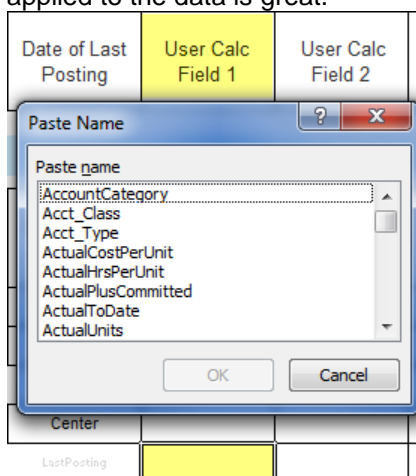 applied to the data is great.
Date of Last Posting
User Calc Field 1
User Calc Field 2
Paste Name
?
X
Paste name
AccountCategory
Acct_Class
Acct_Type
ActualCostPerUnit
ActualHrsPerUnit
ActualPlusCommitted
ActualToDate
ActualUnits
OK
Cancel
Center
LastPosting